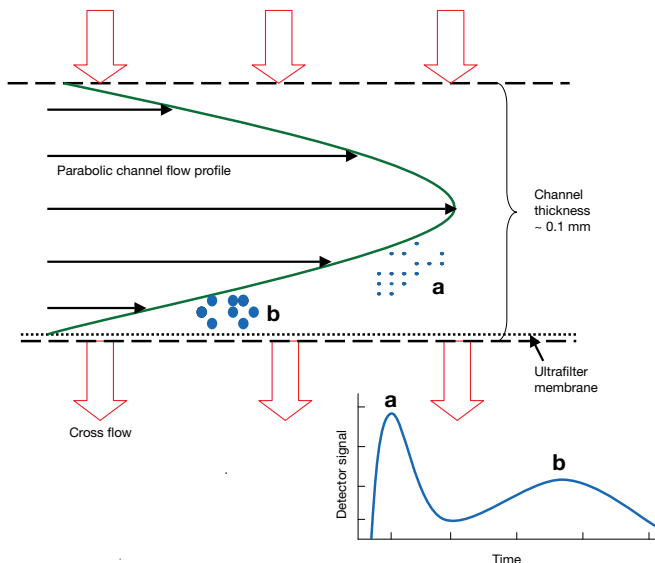 Parabolic channel flow profile
Channel
thickness
~ 0.1 mm
a
b
Ultrafilter
membrane
Cross flow
a
b
Detector signal
Time